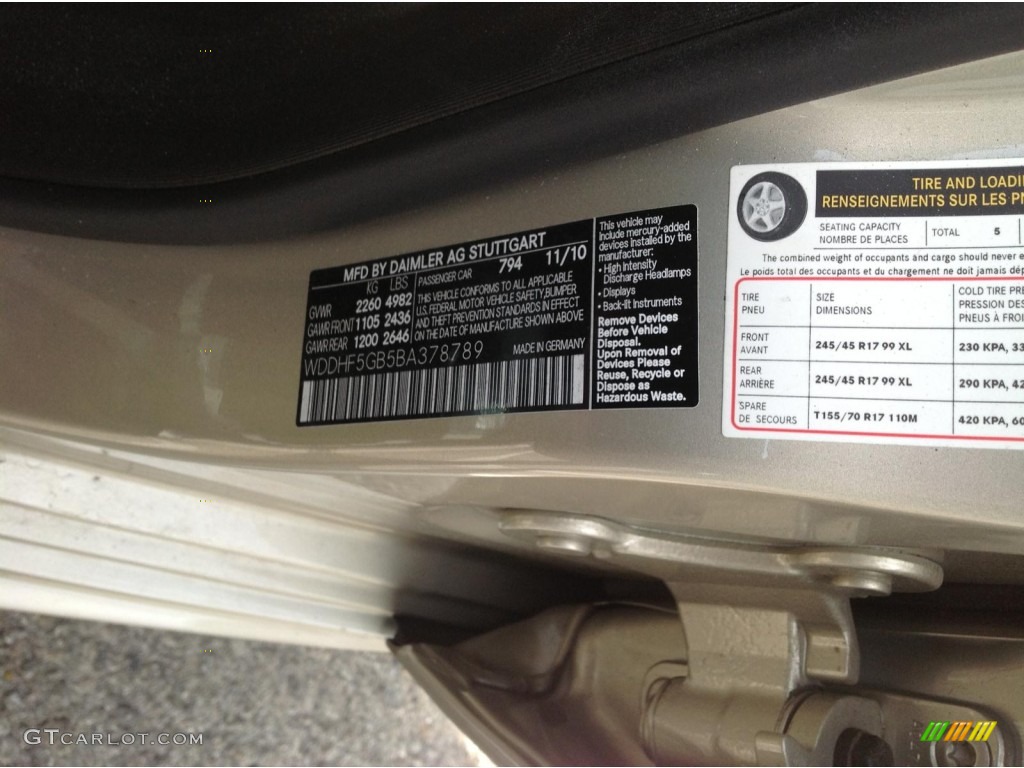 MFD BY DAIMLER AG STUTTGART
KG LBS
GVWR 2260 4982
GAWR FRONT 1105 2436
GAWR REAR 1200 2646
PASSENGER CAR 794 11/10
THIS VEHICLE CONFORMS TO ALL APPLICABLE
U.S. FEDERAL MOTOR VEHICLE SAFETY, BUMPER
AND THEFT PREVENTION STANDARDS IN EFFECT
ON THE DATE OF MANUFACTURE SHOWN ABOVE
WDDHF5GB5BA378789 MADE IN GERMANY
This vehicle may
include mercury-added
devices installed by the
manufacturer:
• High Intensity
Discharge Headlamps
• Displays
• Back-lit Instruments
Remove Devices
Before Vehicle
Disposal.
Upon Removal of
Devices Please
Reuse, Recycle or
Dispose as
Hazardous Waste.
TIRE AND
RENSEIGNEMENTS SUR LES
SEATING CAPACITY
NOMBRE DE PLACES
TOTAL 5
The combined weight of occupants and cargo should never
Le poids total des occupants et du chargement ne doit jamais
TIRE
PNEU
SIZE
DIMENSIONS
COLD TIRE
PRESSION
PNEUS À
FRONT
AVANT
245/45 R17 99 XL
230 KPA,
REAR
ARRIÈRE
245/45 R17 99 XL
290 KPA,
SPARE
DE SECOURS
T155/70 R17 110M
420 KPA,
GTCARLOT.COM